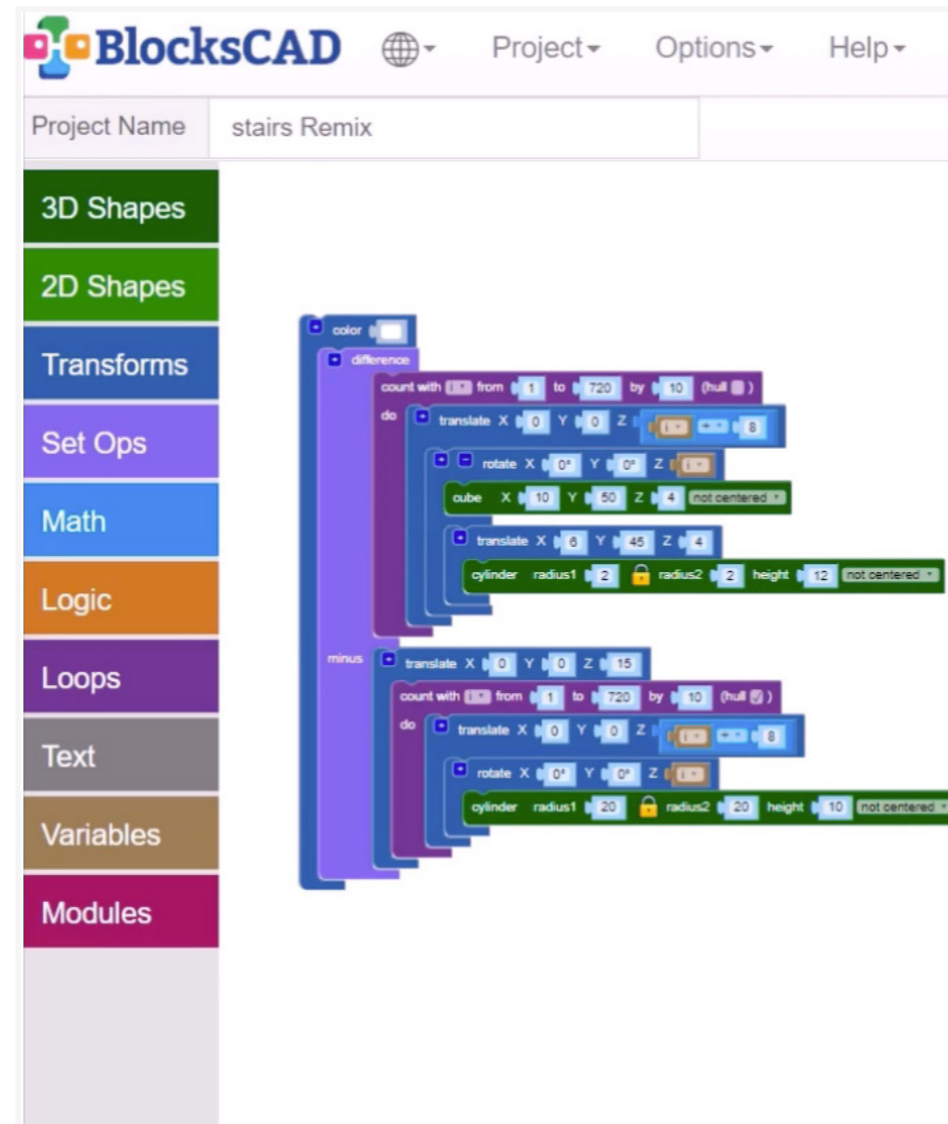 BlocksCAD Project Options Help
Project Name stairs Remix
3D Shapes
2D Shapes
Transforms
Set Ops
Math
Logic
Loops
Text
Variables
Modules
color
difference
count with i from 1 to 720 by 10 (hull )
do translate X 0 Y 0 Z i ÷ 8
rotate X 0° Y 0° Z i
cube X 10 Y 50 Z 4 not centered
translate X 6 Y 45 Z 4
cylinder radius1 2 radius2 2 height 12 not centered
minus translate X 0 Y 0 Z 15
count with i from 1 to 720 by 10 (hull )
do translate X 0 Y 0 Z i ÷ 8
rotate X 0° Y 0° Z i
cylinder radius1 20 radius2 20 height 10 not centered